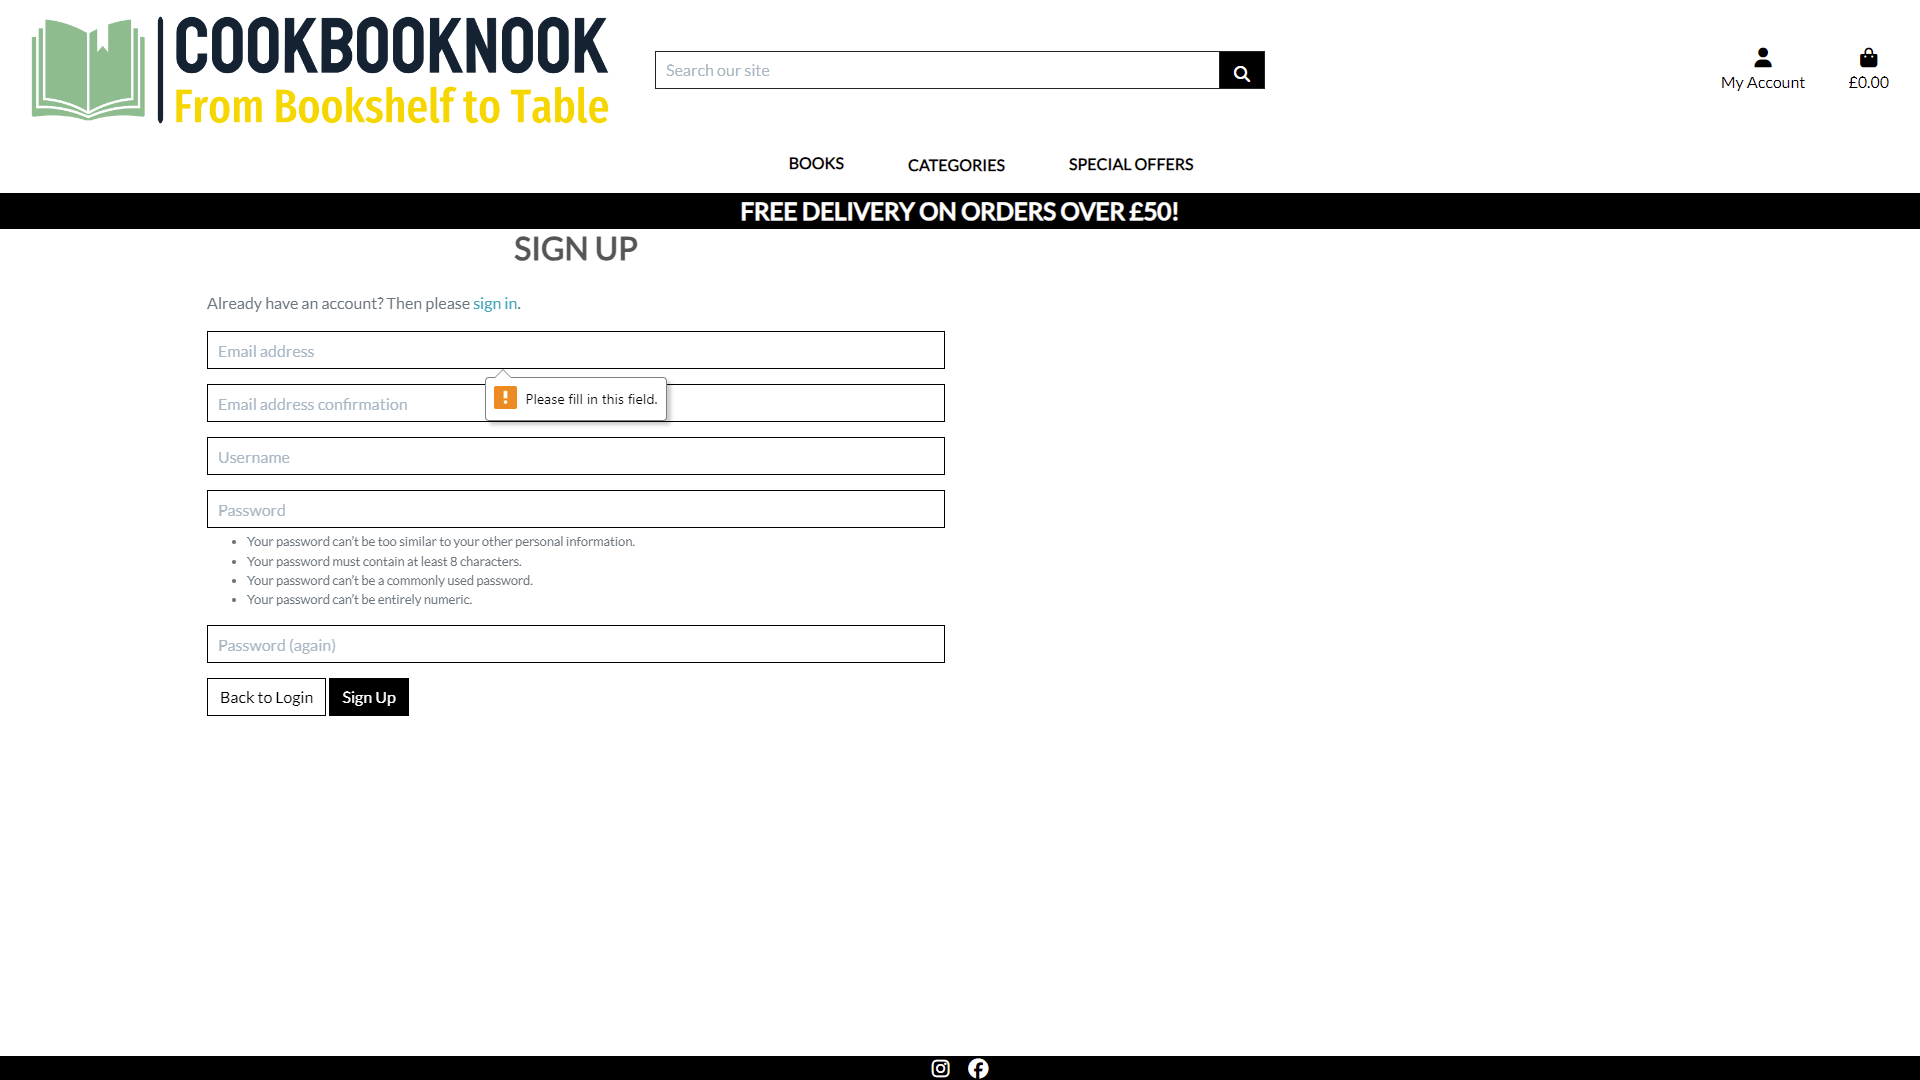 COOKBOOKNOOK
From Bookshelf to Table
Search our site
My Account
£0.00
BOOKS
CATEGORIES
SPECIAL OFFERS
FREE DELIVERY ON ORDERS OVER £50!
SIGN UP
Already have an account? Then please sign in.
Email address
Please fill in this field.
Email address confirmation
Username
Password
Your password can’t be too similar to your other personal information.
Your password must contain at least 8 characters.
Your password can’t be a commonly used password.
Your password can’t be entirely numeric.
Password (again)
Back to Login
Sign Up